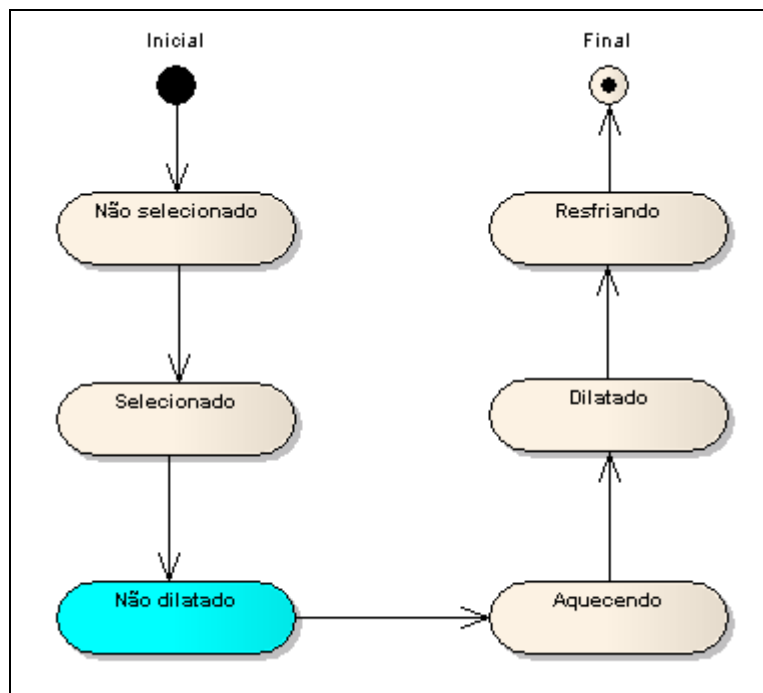 Inicial
Final
Não selecionado
Resfriando
Selecionado
Dilatado
Não dilatado
Aquecendo